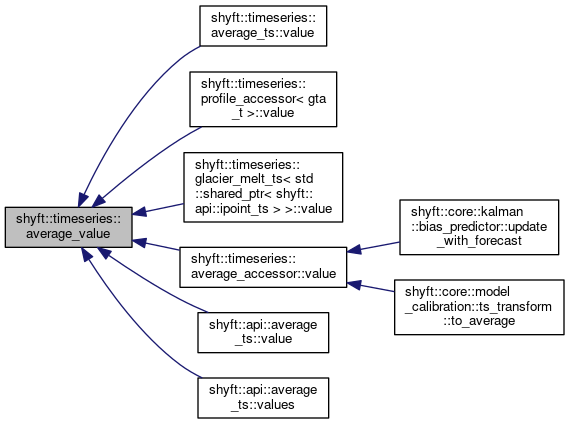 shyft::timeseries::
average_ts::value
shyft::timeseries::
profile_accessor< gta
_t >::value
shyft::timeseries::
glacier_melt_ts< std
::shared_ptr< shyft::
api::ipoint_ts > >::value
shyft::timeseries::
average_value
shyft::timeseries::
average_accessor::value
shyft::core::kalman
::bias_predictor::update
_with_forecast
shyft::core::model
_calibration::ts_transform
::to_average
shyft::api::average
_ts::value
shyft::api::average
_ts::values